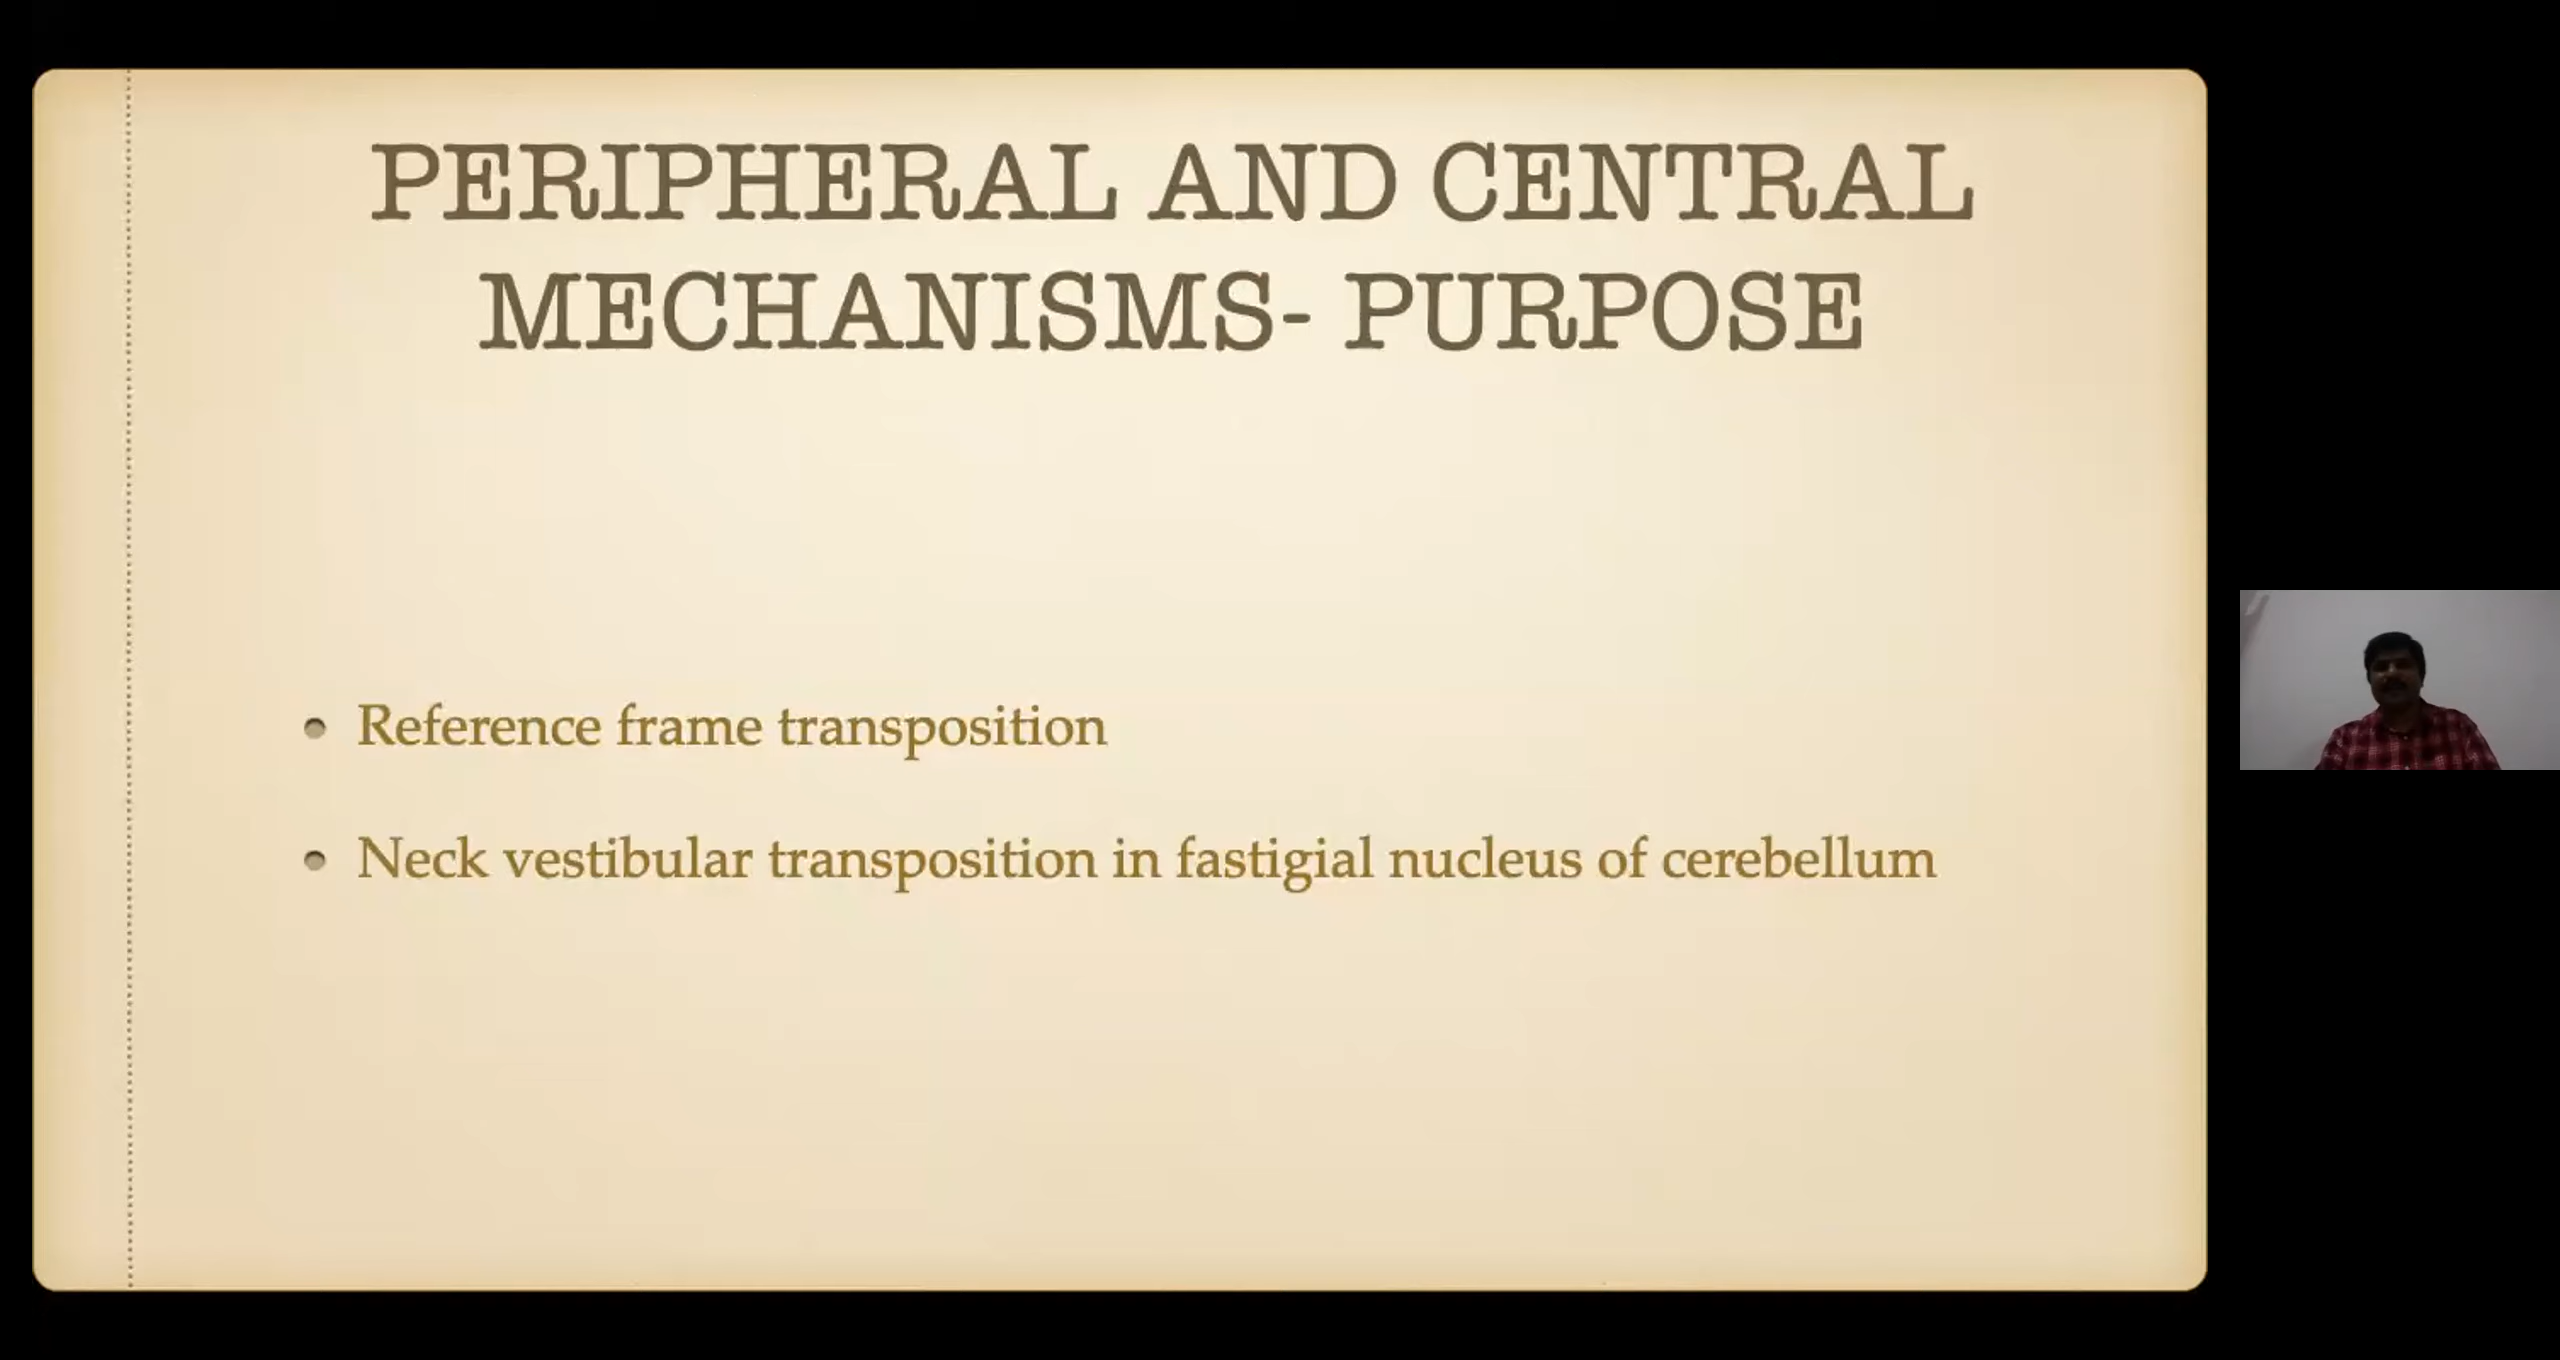 PERIPHERAL AND CENTRAL
MECHANISMS- PURPOSE
• Reference frame transposition
• Neck vestibular transposition in fastigial nucleus of cerebellum